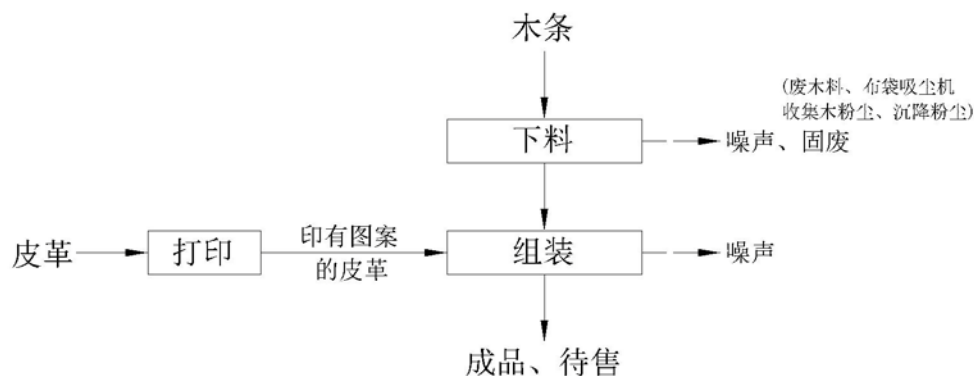 木条
(废木料、布袋吸尘机
收集木粉尘、沉降粉尘)
下料
噪声、固废
皮革
打印
印有图案
的皮革
组装
噪声
成品、待售